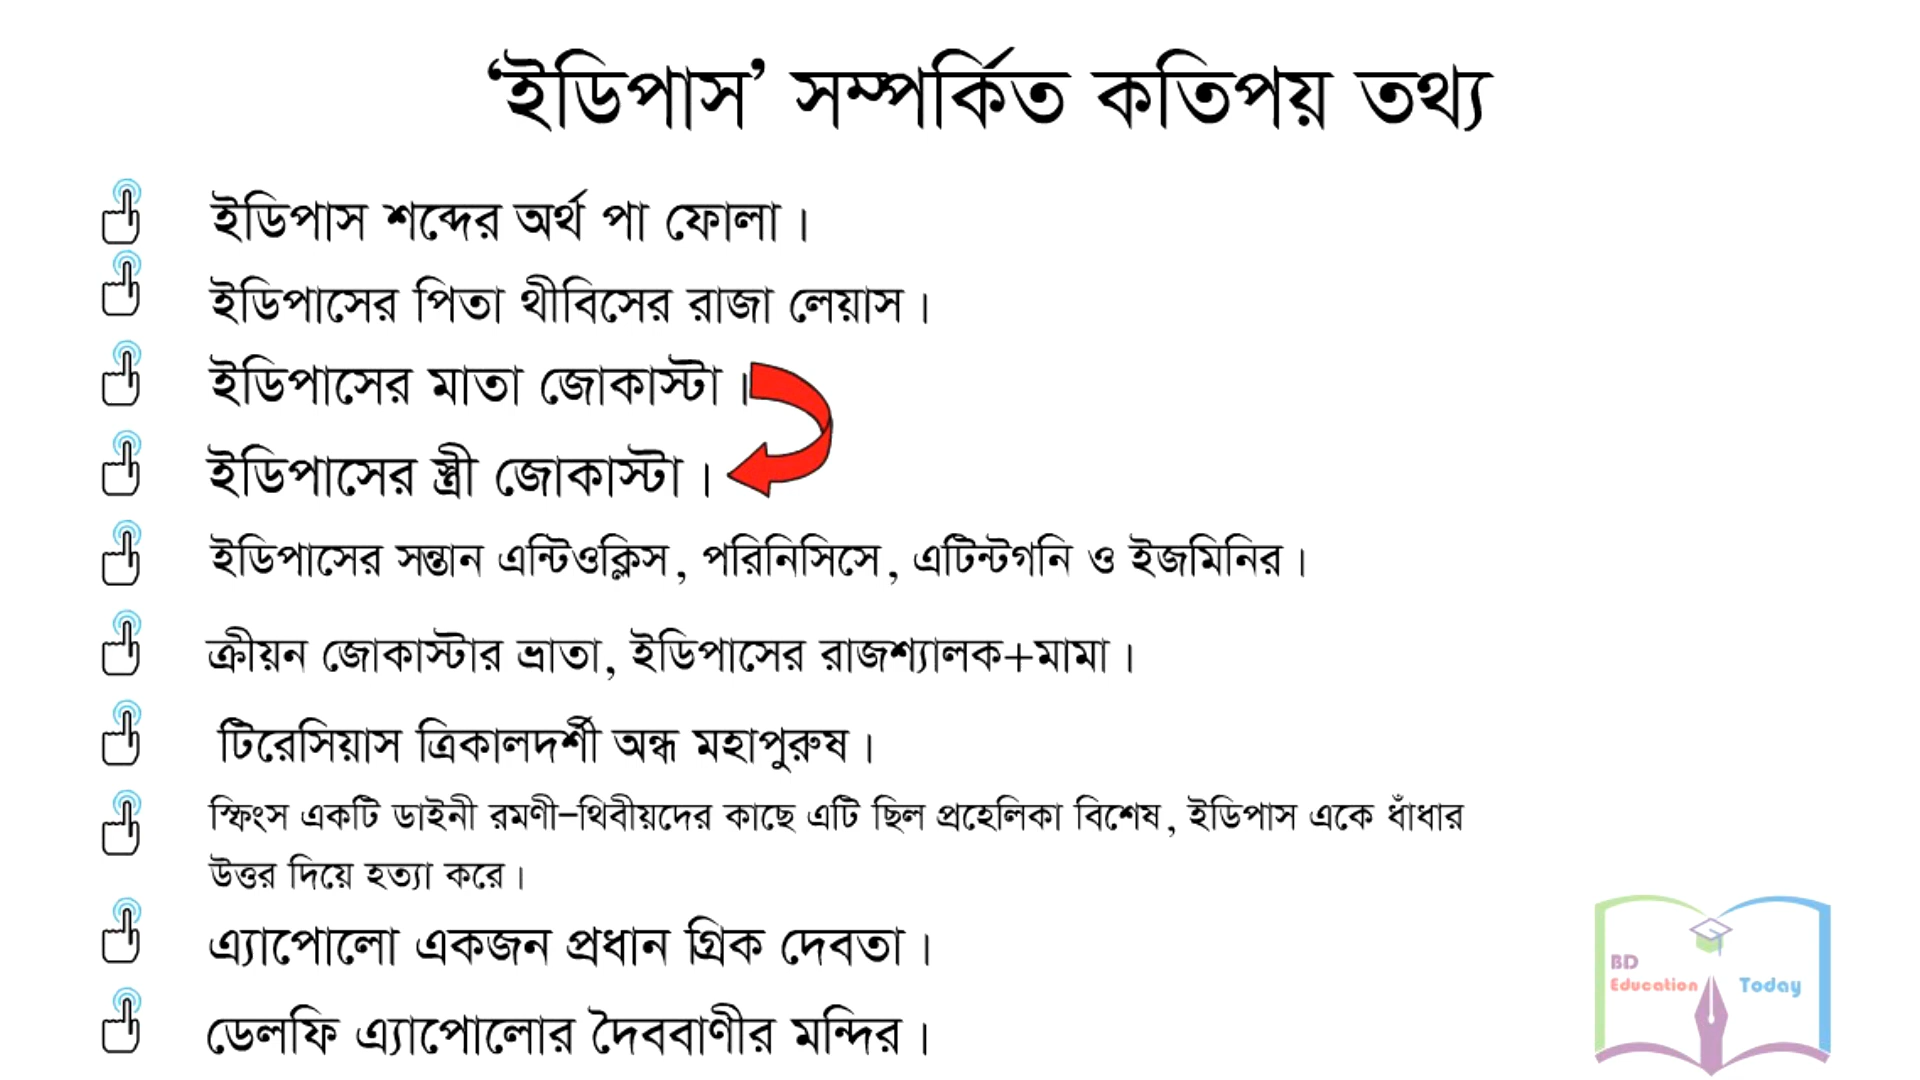 ‘ইডিপাস’ সম্পর্কিত কতিপয় তথ্য
ইডিপাস শব্দের অর্থ পা ফোলা।
ইডিপাসের পিতা থীবিসের রাজা লেয়াস।
ইডিপাসের মাতা জোকাস্টা।
ইডিপাসের স্ত্রী জোকাস্টা।
ইডিপাসের সন্তান এন্টিওক্লিস, পরিনিসিসে, এটিন্টগনি ও ইজমিনির।
ক্রীয়ন জোকাস্টার ভ্রাতা, ইডিপাসের রাজশ্যালক+মামা।
টিরেসিয়াস ত্রিকালদর্শী অন্ধ মহাপুরুষ।
স্ফিংস একটি ডাইনী রমণী–থিবীয়দের কাছে এটি ছিল প্রহেলিকা বিশেষ, ইডিপাস একে ধাঁধার
উত্তর দিয়ে হত্যা করে।
এ্যাপোলো একজন প্রধান গ্রিক দেবতা।
ডেলফি এ্যাপোলোর দৈববাণীর মন্দির।
BD
Education Today